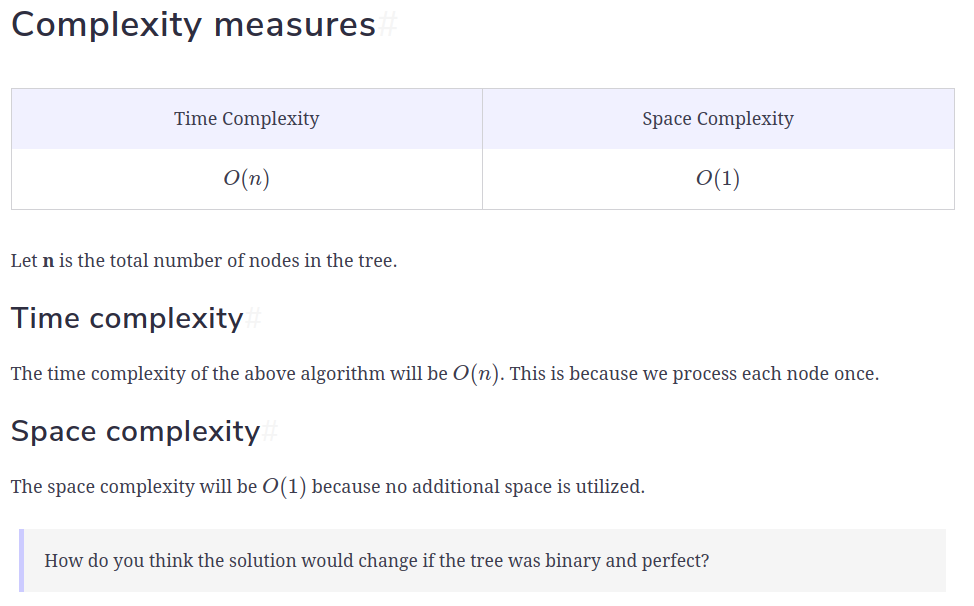 Complexity measures#
Time Complexity
Space Complexity
O(n)
O(1)
Let n is the total number of nodes in the tree.
Time complexity#
The time complexity of the above algorithm will be O(n). This is because we process each node once.
Space complexity#
The space complexity will be O(1) because no additional space is utilized.
How do you think the solution would change if the tree was binary and perfect?